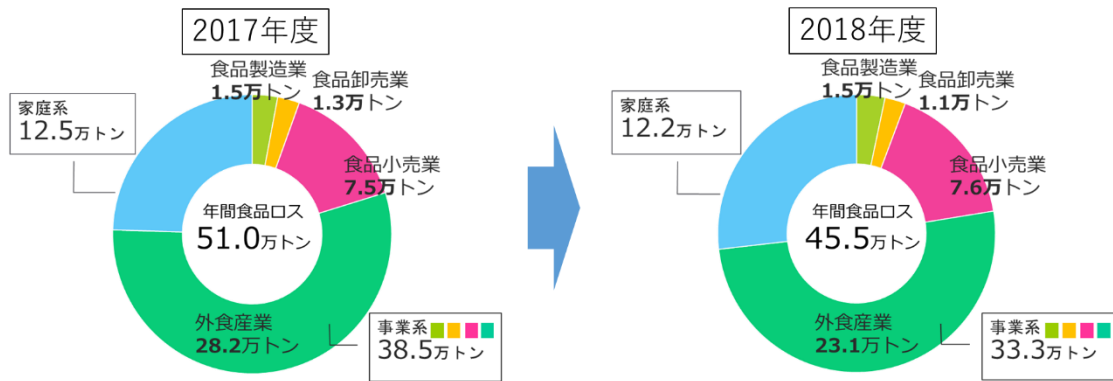 2017年度
食品製造業
1.5万トン
食品卸売業
1.3万トン
家庭系
12.5万トン
食品小売業
7.5万トン
年間食品ロス
51.0万トン
外食産業
28.2万トン
事業系
38.5万トン
2018年度
食品製造業
1.5万トン
食品卸売業
1.1万トン
家庭系
12.2万トン
食品小売業
7.6万トン
年間食品ロス
45.5万トン
外食産業
23.1万トン
事業系
33.3万トン